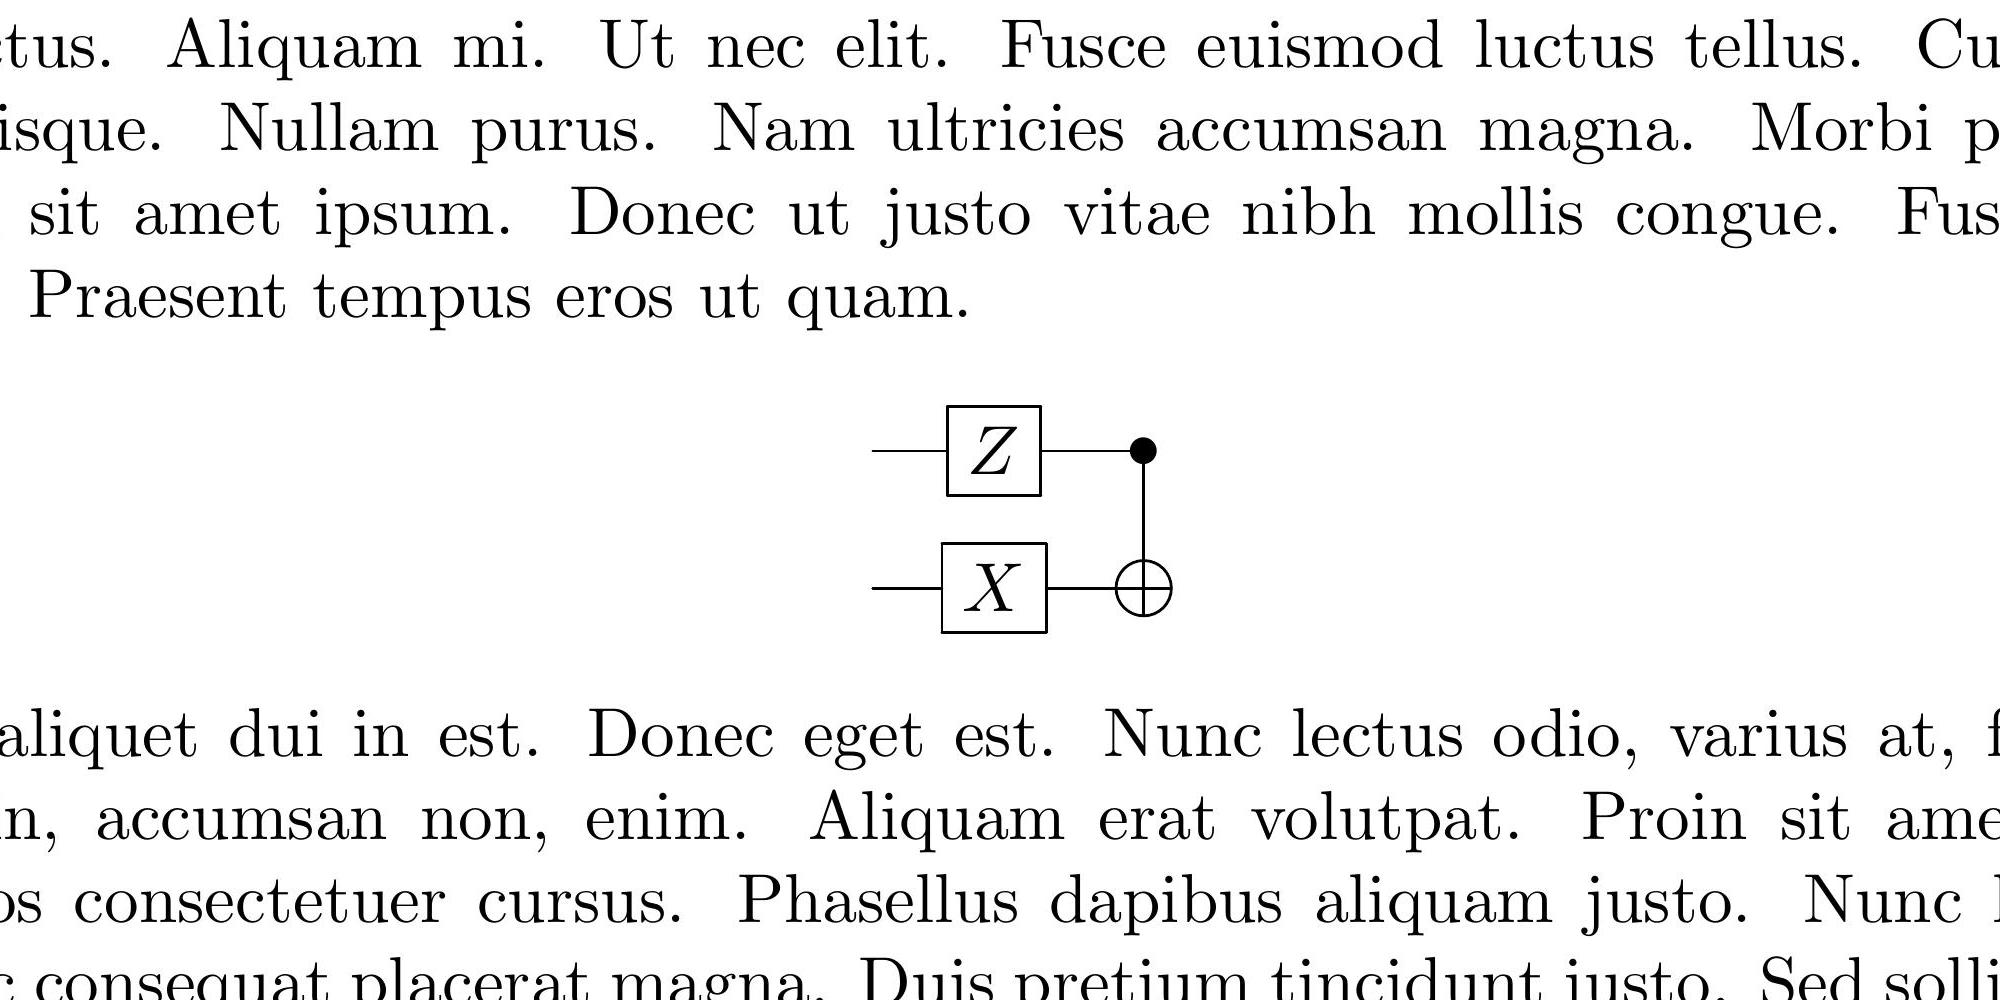 ctus. Aliquam mi. Ut nec elit. Fusce euismod luctus tellus. Cu
isque. Nullam purus. Nam ultricies accumsan magna. Morbi p
sit amet ipsum. Donec ut justo vitae nibh mollis congue. Fus
Praesent tempus eros ut quam.
Z
X
aliquet dui in est. Donec eget est. Nunc lectus odio, varius at, f
in, accumsan non, enim. Aliquam erat volutpat. Proin sit ame
os consectetuer cursus. Phasellus dapibus aliquam justo. Nunc l
c consequat placerat magna. Duis pretium tincidunt justo. Sed solli